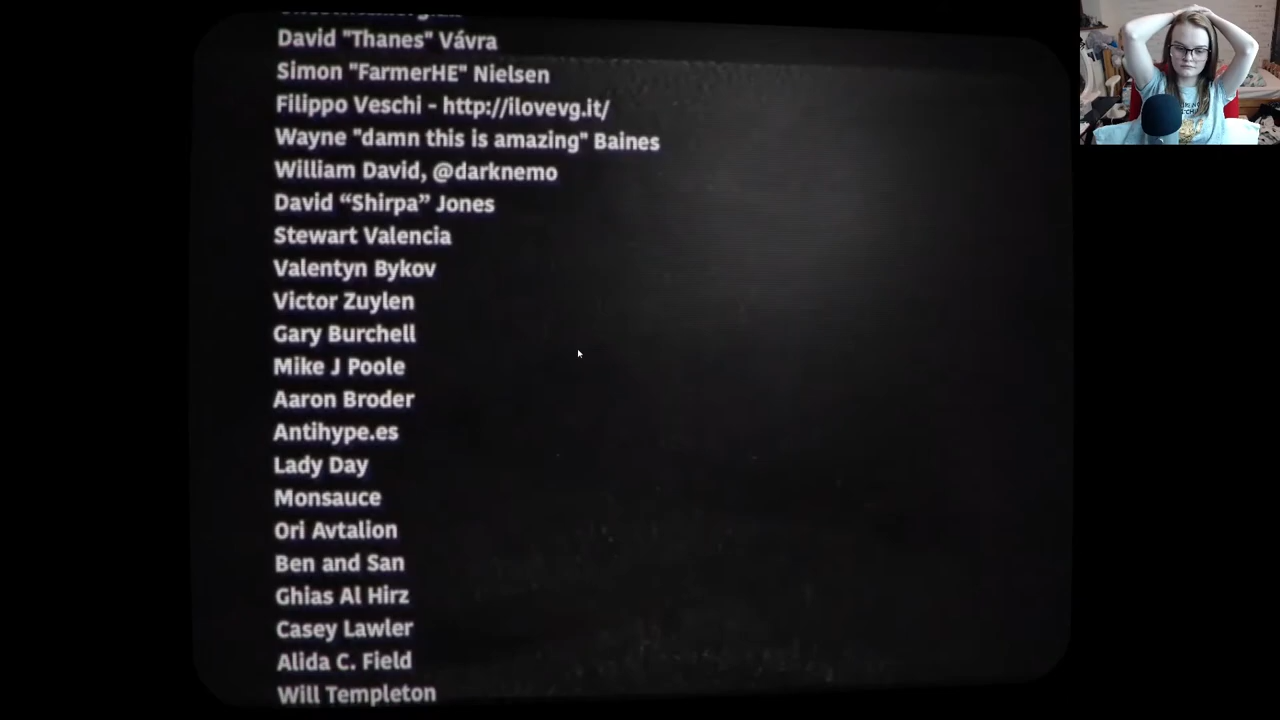 David "Thanes" Vávra
Simon "FarmerHE" Nielsen
Filippo Veschi - http://ilovevg.it/
Wayne "damn this is amazing" Baines
William David, @darknemo
David “Shirpa” Jones
Stewart Valencia
Valentyn Bykov
Victor Zuylen
Gary Burchell
Mike J Poole
Aaron Broder
Antihype.es
Lady Day
Monsauce
Ori Avtalion
Ben and San
Ghias Al Hirz
Casey Lawler
Alida C. Field
Will Templeton